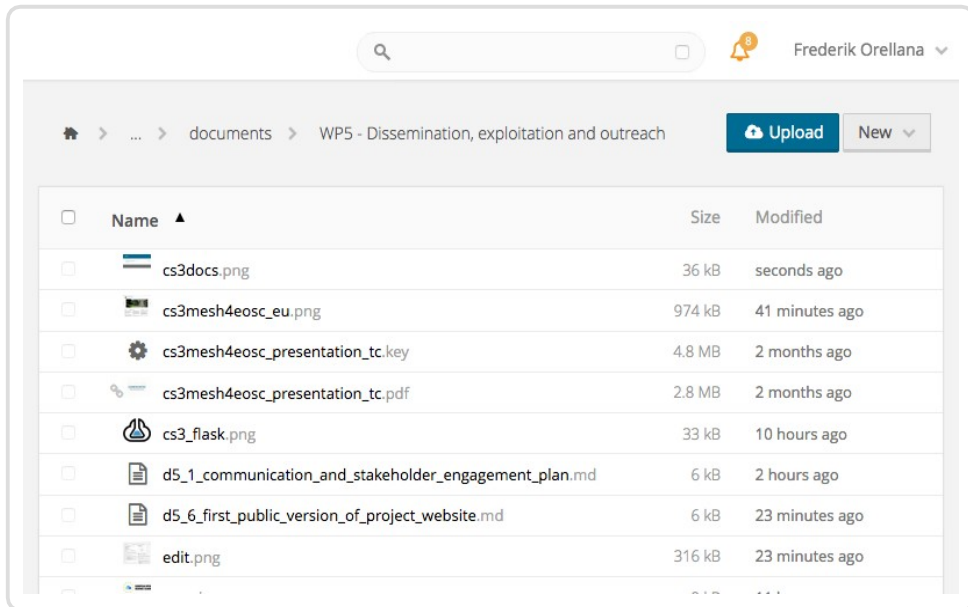 8 Frederik Orellana
... documents WP5 - Dissemination, exploitation and outreach Upload New
Name Size Modified
cs3docs.png 36 kB seconds ago
cs3mesh4eosc_eu.png 974 kB 41 minutes ago
cs3mesh4eosc_presentation_tc.key 4.8 MB 2 months ago
cs3mesh4eosc_presentation_tc.pdf 2.8 MB 2 months ago
cs3_flask.png 33 kB 10 hours ago
d5_1_communication_and_stakeholder_engagement_plan.md 6 kB 2 hours ago
d5_6_first_public_version_of_project_website.md 6 kB 23 minutes ago
edit.png 316 kB 23 minutes ago